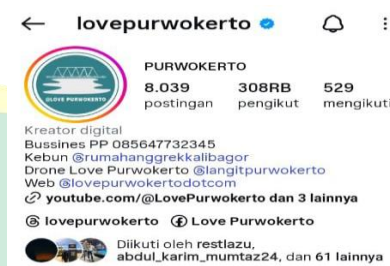 lovepurwokerto
LOVE PURWOKERTO
PURWOKERTO
8.039 308RB 529
postingan pengikut mengikuti
Kreator digital
Bussines PP 085647732345
Kebun @rumahanggrekkalibagor
Drone Love Purwokerto @langitpurwokerto
Web @lovepurwokertodotcom
youtube.com/@LovePurwokerto dan 3 lainnya
lovepurwokerto Love Purwokerto
Diikuti oleh restlazu,
abdul_karim_mumtaz24, dan 61 lainnya